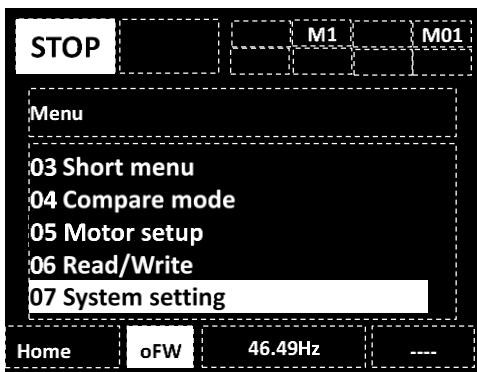 STOP M1 M01
Menu
03 Short menu
04 Compare mode
05 Motor setup
06 Read/Write
07 System setting
Home oFW 46.49Hz ----